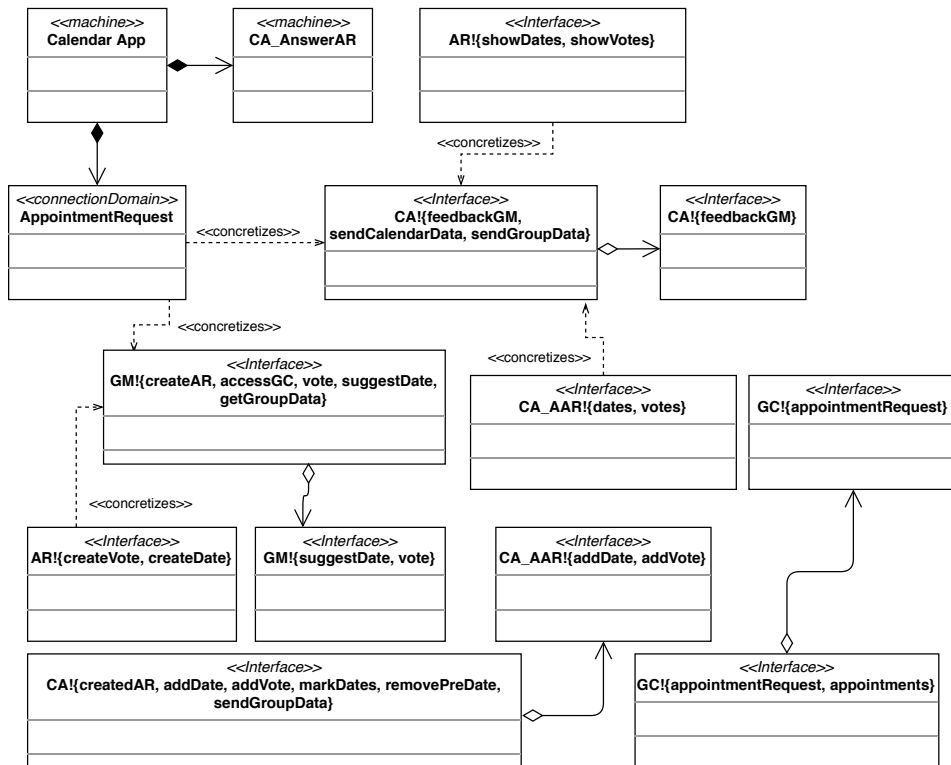 <<machine>>
Calendar App
<<machine>>
CA_AnswerAR
<<Interface>>
AR!{showDates, showVotes}
<<concretizes>>
<<connectionDomain>>
AppointmentRequest
<<concretizes>>
<<Interface>>
CA!{feedbackGM,
sendCalendarData, sendGroupData}
<<Interface>>
CA!{feedbackGM}
<<concretizes>>
<<Interface>>
GM!{createAR, accessGC, vote, suggestDate,
getGroupData}
<<concretizes>>
<<Interface>>
CA_AAR!{dates, votes}
<<Interface>>
GC!{appointmentRequest}
<<concretizes>>
<<Interface>>
AR!{createVote, createDate}
<<Interface>>
GM!{suggestDate, vote}
<<Interface>>
CA_AAR!{addDate, addVote}
<<Interface>>
CA!{createdAR, addDate, addVote, markDates, removePreDate,
sendGroupData}
<<Interface>>
GC!{appointmentRequest, appointments}